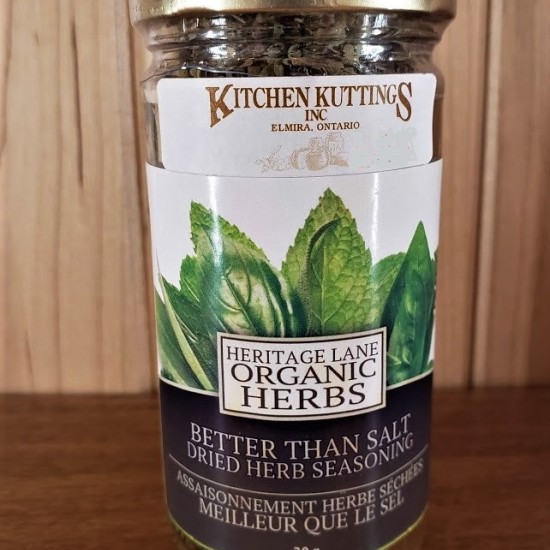 KITCHEN KUTTINGS
INC
ELMIRA, ONTARIO
HERITAGE LANE
ORGANIC
HERBS
BETTER THAN SALT
DRIED HERB SEASONING
ASSAISONNEMENT HERBE SÉCHÉES
MEILLEUR QUE LE SEL